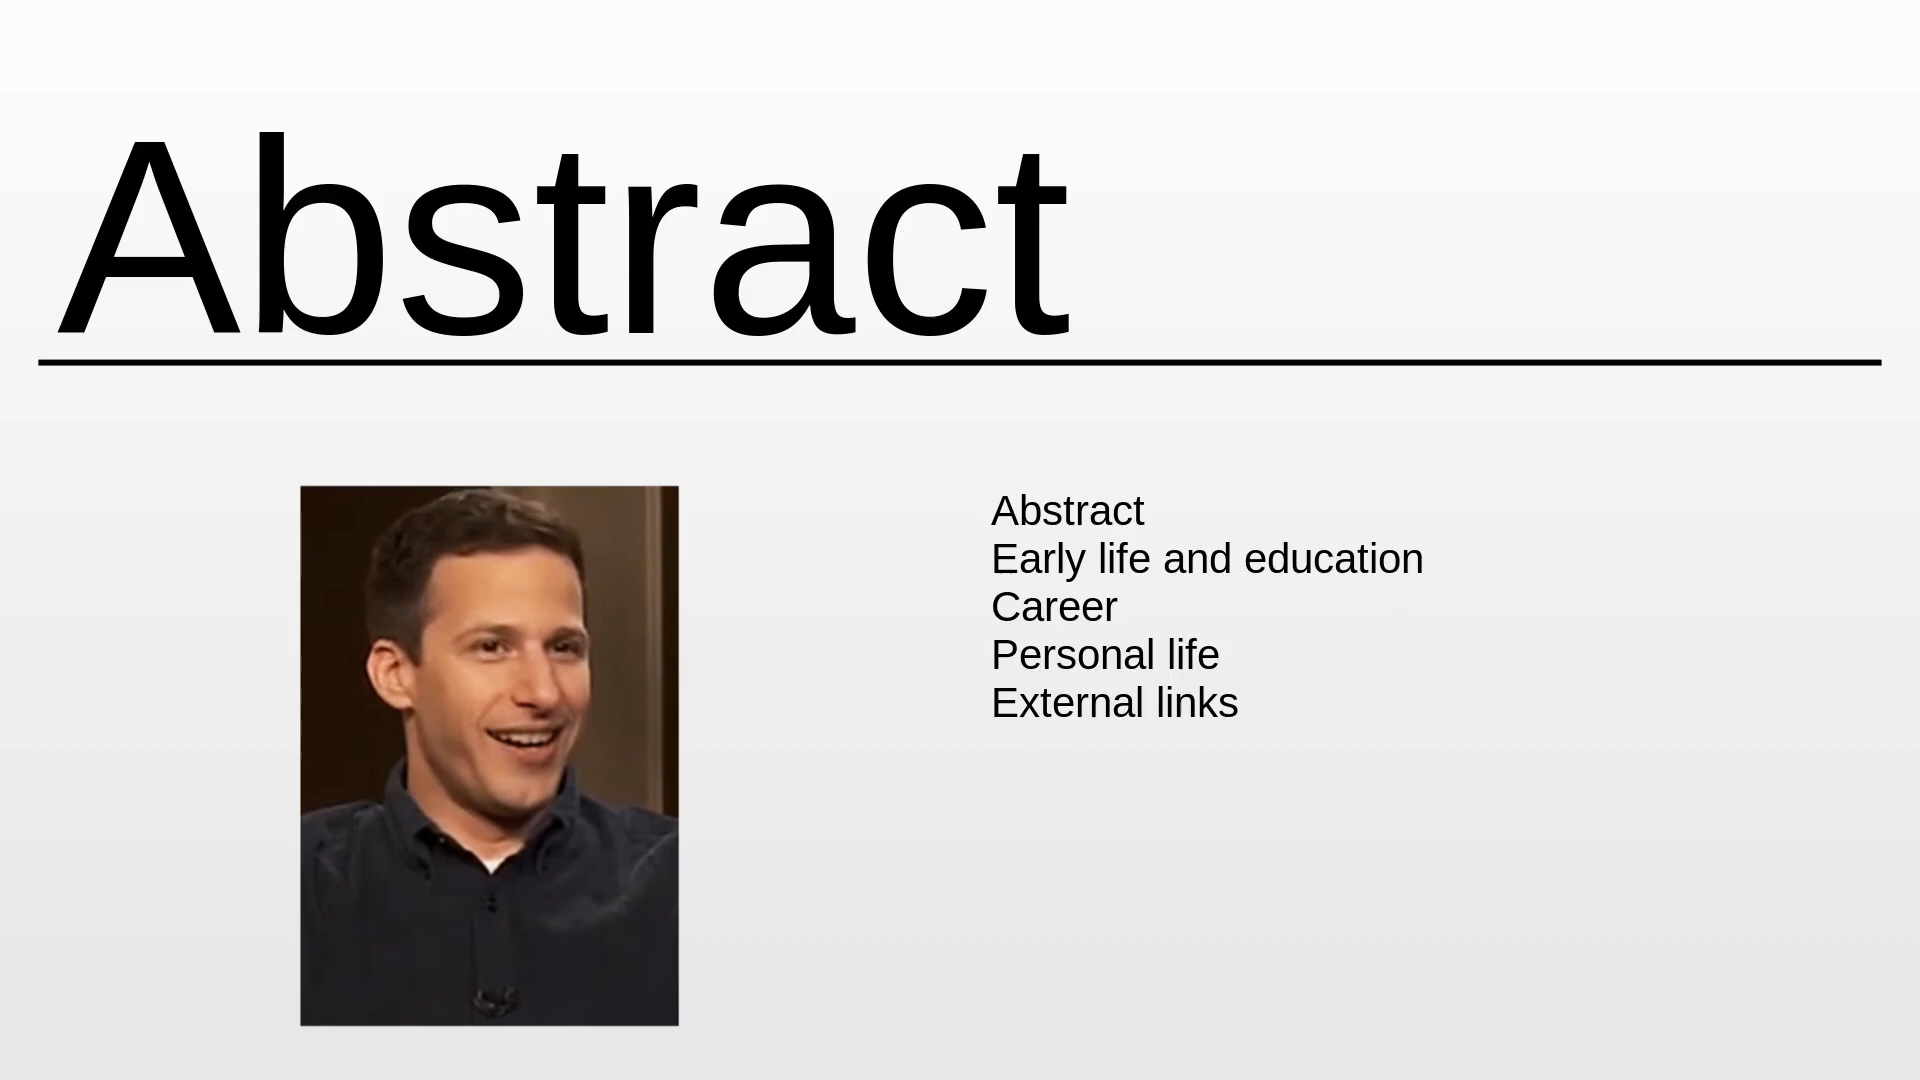 Abstract
Abstract
Early life and education
Career
Personal life
External links